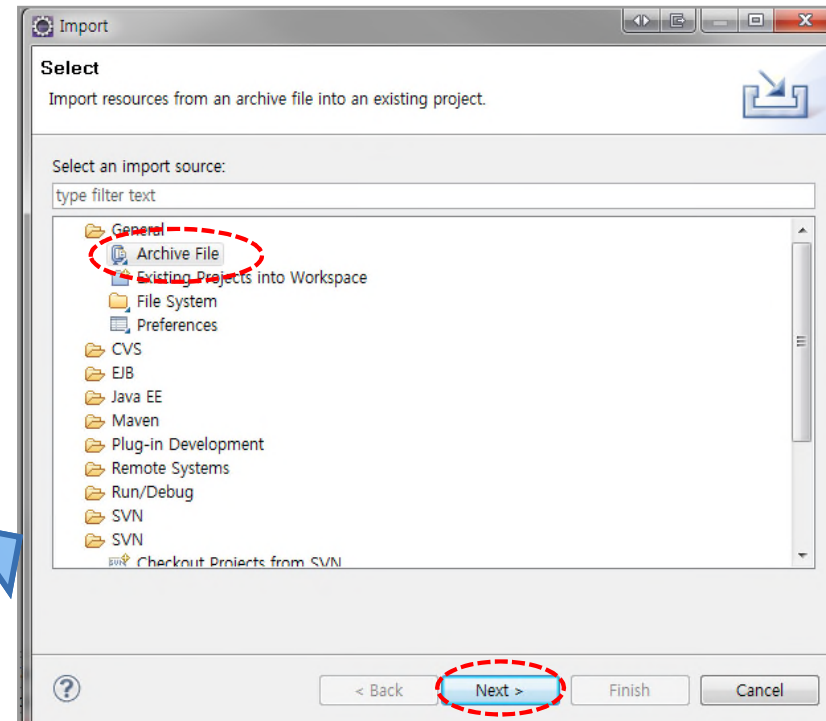 Import
Select
Import resources from an archive file into an existing project.
Select an import source:
type filter text
General
Archive File
Existing Projects into Workspace
File System
Preferences
CVS
EJB
Java EE
Maven
Plug-in Development
Remote Systems
Run/Debug
SVN
SVN
Checkout Projects from SVN
< Back Next > Finish Cancel